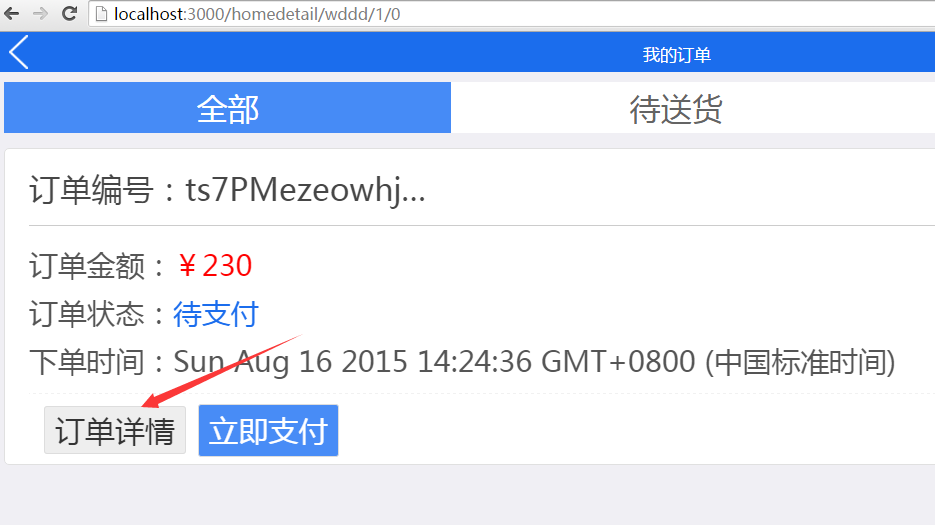 localhost:3000/homedetail/wddd/1/0
我的订单
全部 待送货
订单编号：ts7PMezeowhj...
订单金额：￥230
订单状态：待支付
下单时间：Sun Aug 16 2015 14:24:36 GMT+0800 (中国标准时间)
订单详情 立即支付